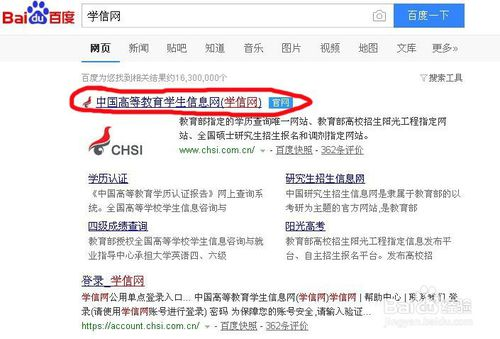 Bai度百度 学信网 百度一下
网页 新闻 贴吧 知道 音乐 图片 视频 地图 文库 更多
百度为您找到相关结果约16,300,000个 搜索工具
中国高等教育学生信息网(学信网) 官网
教育部指定的学历查询唯一网站、教育部高校招生阳光工程指定网
站、全国硕士研究生招生报名和调剂指定网站。
CHSI
www.chsi.com.cn/ - 百度快照 - 362条评价
学历认证 研究生招生信息网
《中国高等教育学历认证报告》网上查询系 中国研究生招生信息网是隶属于教育部的以
统。全国高等学校学生信息咨询与 考研为主题的官方网站,是教育部
四级成绩查询 阳光高考
教育部授权全国高等学校学生信息咨询与就 教育部高校招生阳光工程指定信息发布平
业指导中心承担大学英语四、六级 台、自主招生报名平台。发布高校招
登录_学信网
学信网公用单点登录入口... 中国高等教育学生信息网(学信网)学信网 | 帮助中心 | 联系我们 登
录(请使用学信网账号进行登录) 密码 为保障您的账号安全,请输入验证...
https://account.chsi.com.cn/ - 百度快照 - 362条评价
Bai度经验
jingyan.baidu.com